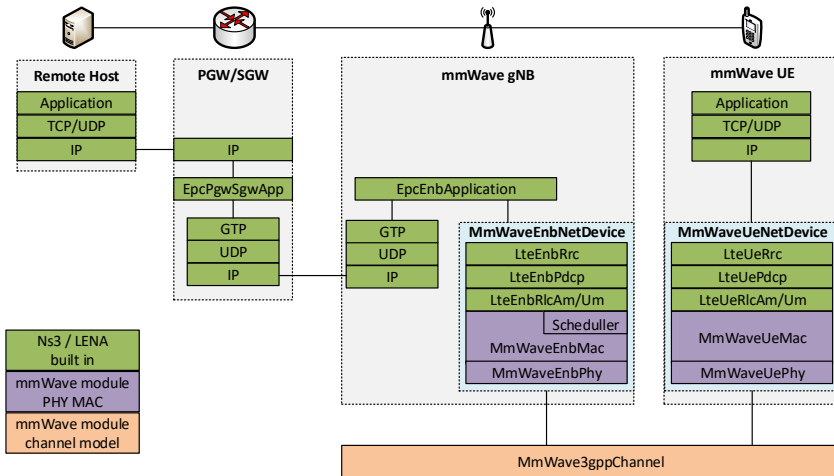 Remote Host
Application
TCP/UDP
IP
PGW/SGW
IP
EpcPgwSgwApp
GTP
UDP
IP
mmWave gNB
EpcEnbApplication
GTP
UDP
IP
MmWaveEnbNetDevice
LteEnbRrc
LteEnbPdcp
LteEnbRlcAm/Um
Scheduller
MmWaveEnbMac
MmWaveEnbPhy
mmWave UE
Application
TCP/UDP
IP
MmWaveUeNetDevice
LteUeRrc
LteUePdcp
LteUeRlcAm/Um
MmWaveUeMac
MmWaveUePhy
Ns3 / LENA
built in
mmWave module
PHY MAC
mmWave module
channel model
MmWave3gppChannel